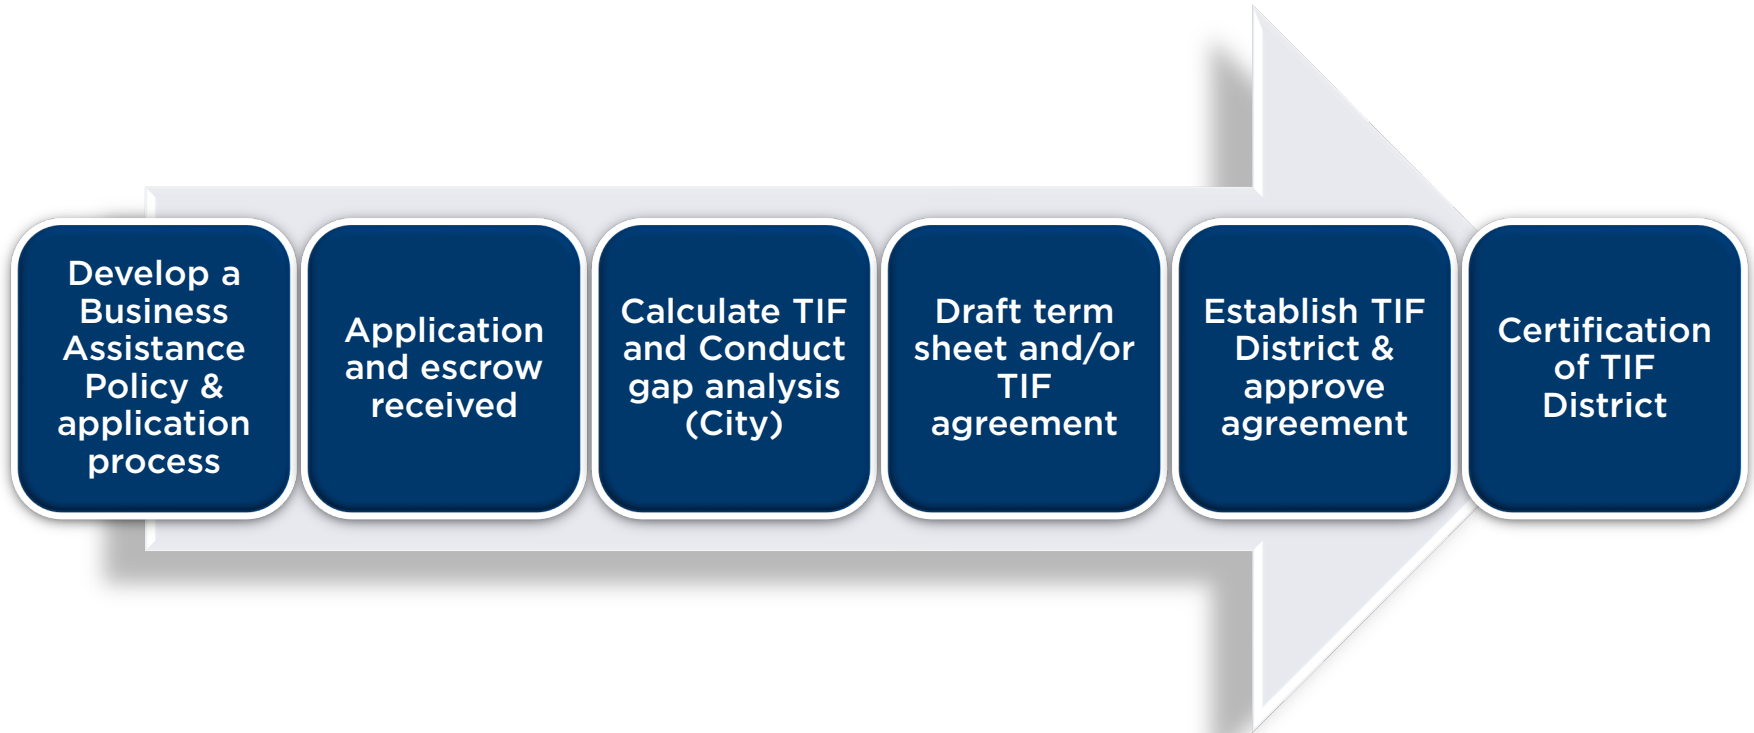 Develop a
Business
Assistance
Policy &
application
process
Application
and escrow
received
Calculate TIF
and Conduct
gap analysis
(City)
Draft term
sheet and/or
TIF
agreement
Establish TIF
District &
approve
agreement
Certification
of TIF
District